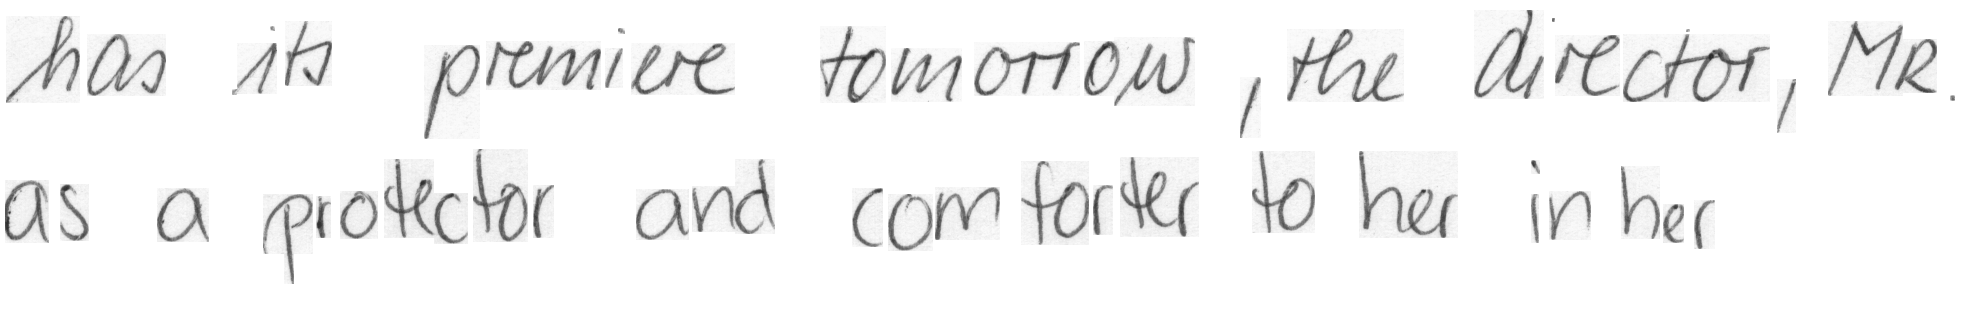 has its premiere tomorrow, the director, MR.
as a protector and comforter to her in her